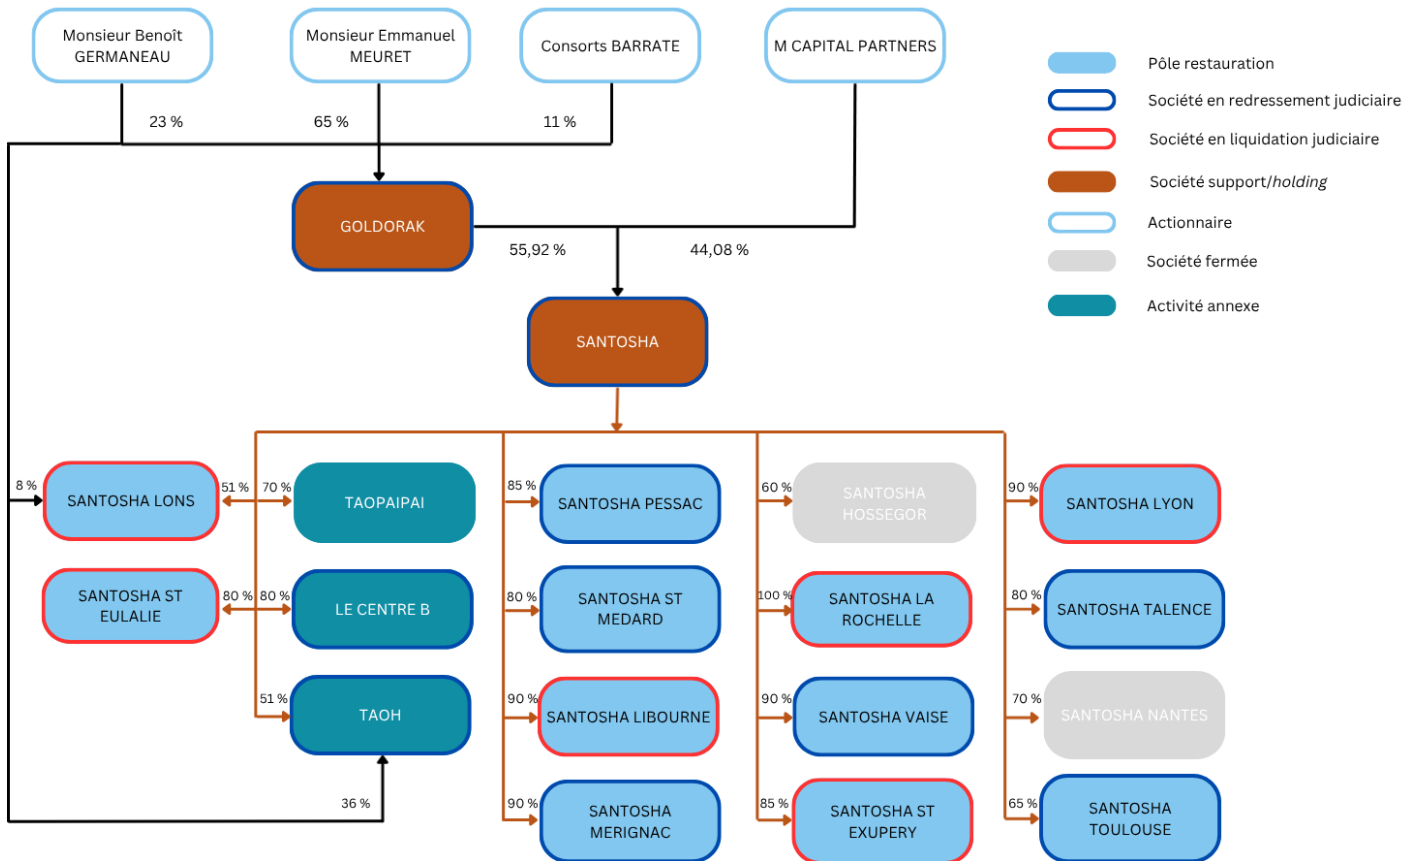 Monsieur Benoît
GERMANEAU
Monsieur Emmanuel
MEURET
Consorts BARRATE
M CAPITAL PARTNERS
Pôle restauration
Société en redressement judiciaire
Société en liquidation judiciaire
Société support/holding
Actionnaire
Société fermée
Activité annexe
23 %
65 %
11 %
GOLDORAK
55,92 %
44,08 %
SANTOSHA
8 %
SANTOSHA LONS
51 %
70 %
TAOPAIPAI
85 %
SANTOSHA PESSAC
60 %
SANTOSHA
HOSSEGOR
90 %
SANTOSHA LYON
SANTOSHA ST
EULALIE
80 %
80 %
LE CENTRE B
80 %
SANTOSHA ST
MEDARD
100 %
SANTOSHA LA
ROCHELLE
80 %
SANTOSHA TALENCE
51 %
TAOH
90 %
SANTOSHA LIBOURNE
90 %
SANTOSHA VAISE
70 %
SANTOSHA NANTES
36 %
90 %
SANTOSHA
MERIGNAC
85 %
SANTOSHA ST
EXUPERY
65 %
SANTOSHA
TOULOUSE